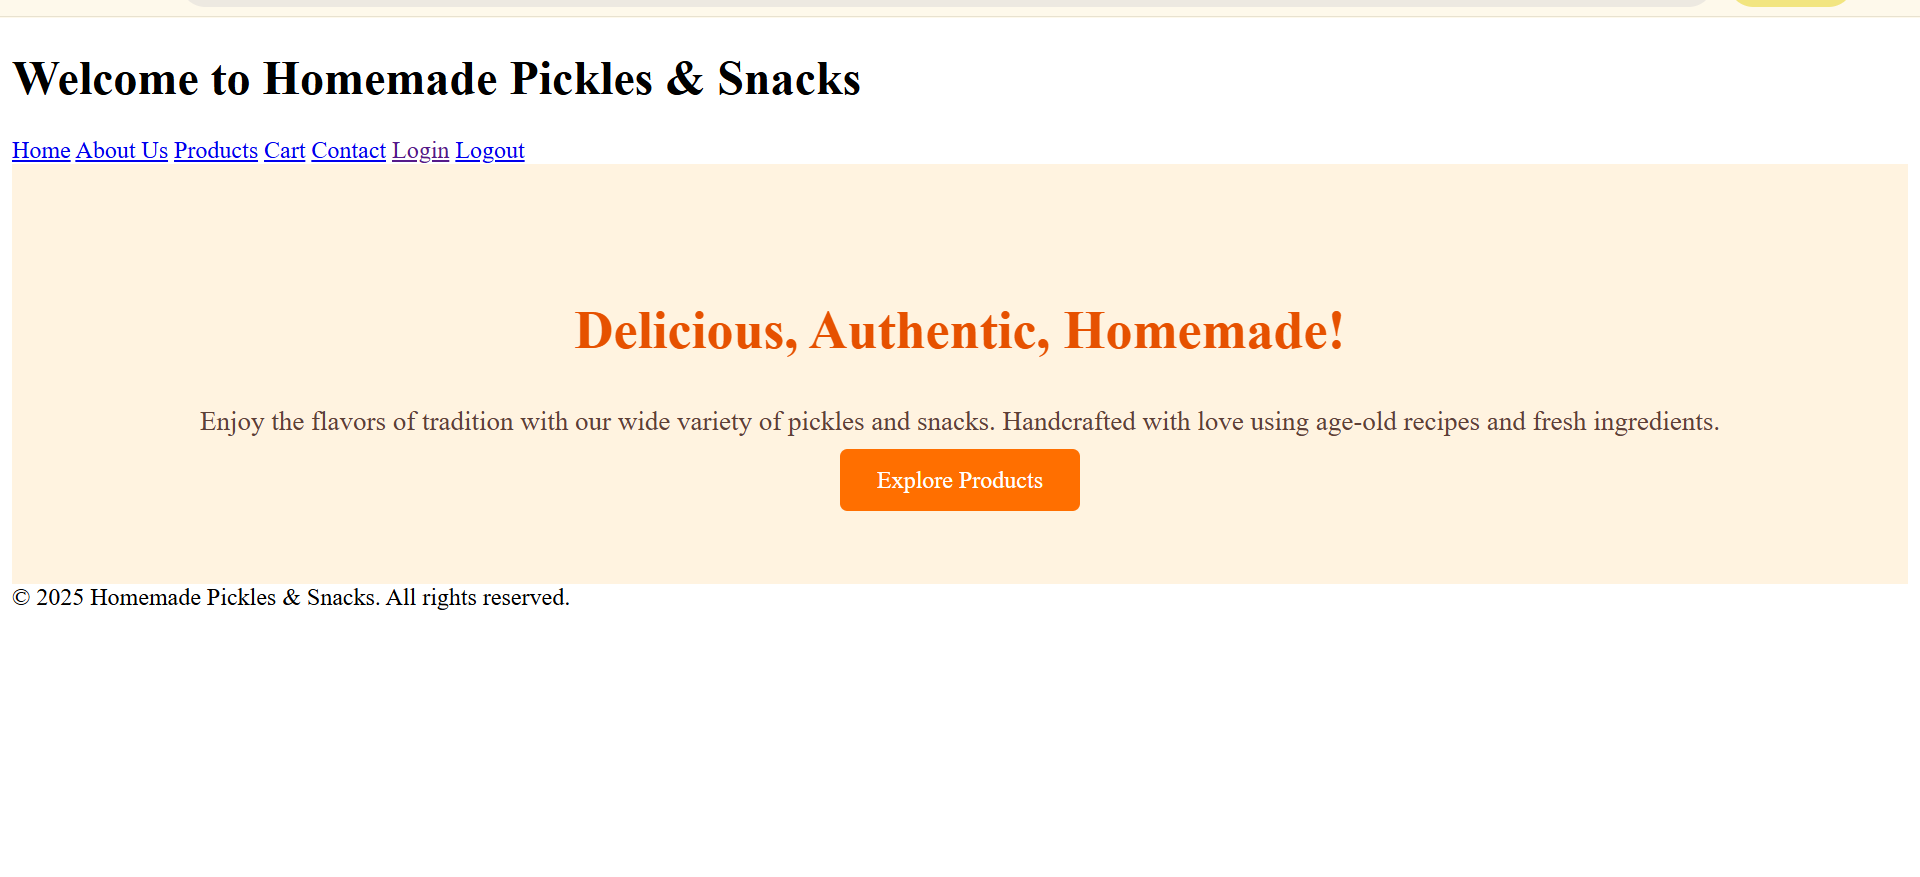 Welcome to Homemade Pickles & Snacks
Home About Us Products Cart Contact Login Logout
Delicious, Authentic, Homemade!
Enjoy the flavors of tradition with our wide variety of pickles and snacks. Handcrafted with love using age-old recipes and fresh ingredients.
Explore Products
© 2025 Homemade Pickles & Snacks. All rights reserved.